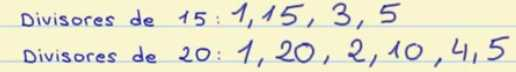 Divisores de 15: 1, 15, 3, 5
Divisores de 20: 1, 20, 2, 10, 4, 5